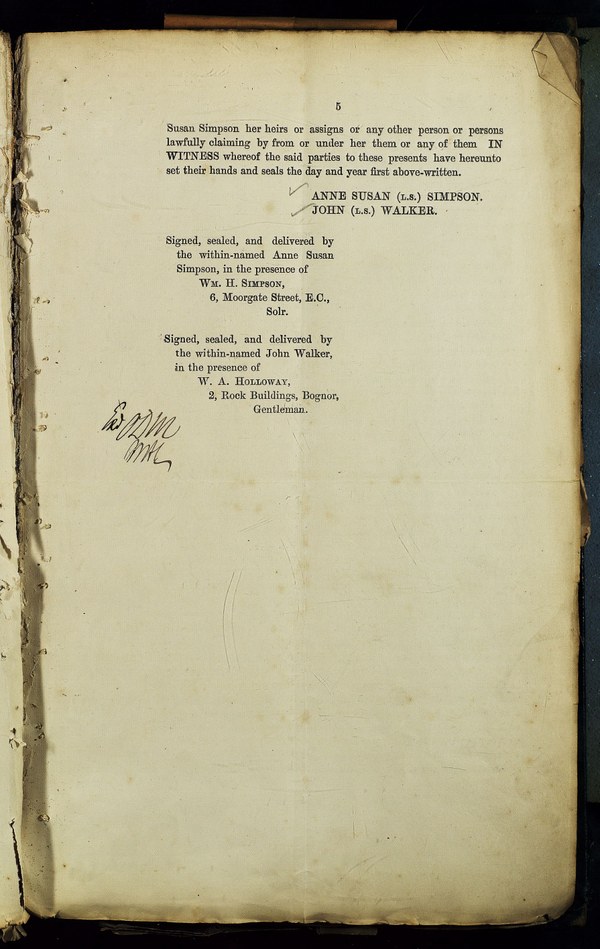 5
Susan Simpson her heirs or assigns or any other person or persons
lawfully claiming by from or under her them or any of them IN
WITNESS whereof the said parties to these presents have hereunto
set their hands and seals the day and year first above-written.
ANNE SUSAN (L.S.) SIMPSON.
JOHN (L.S.) WALKER.
Signed, sealed, and delivered by
the within-named Anne Susan
Simpson, in the presence of
WM. H. SIMPSON,
6, Moorgate Street, E.C.,
Solr.
Signed, sealed, and delivered by
the within-named John Walker,
in the presence of
W. A. HOLLOWAY,
2, Rock Buildings, Bognor,
Gentleman.